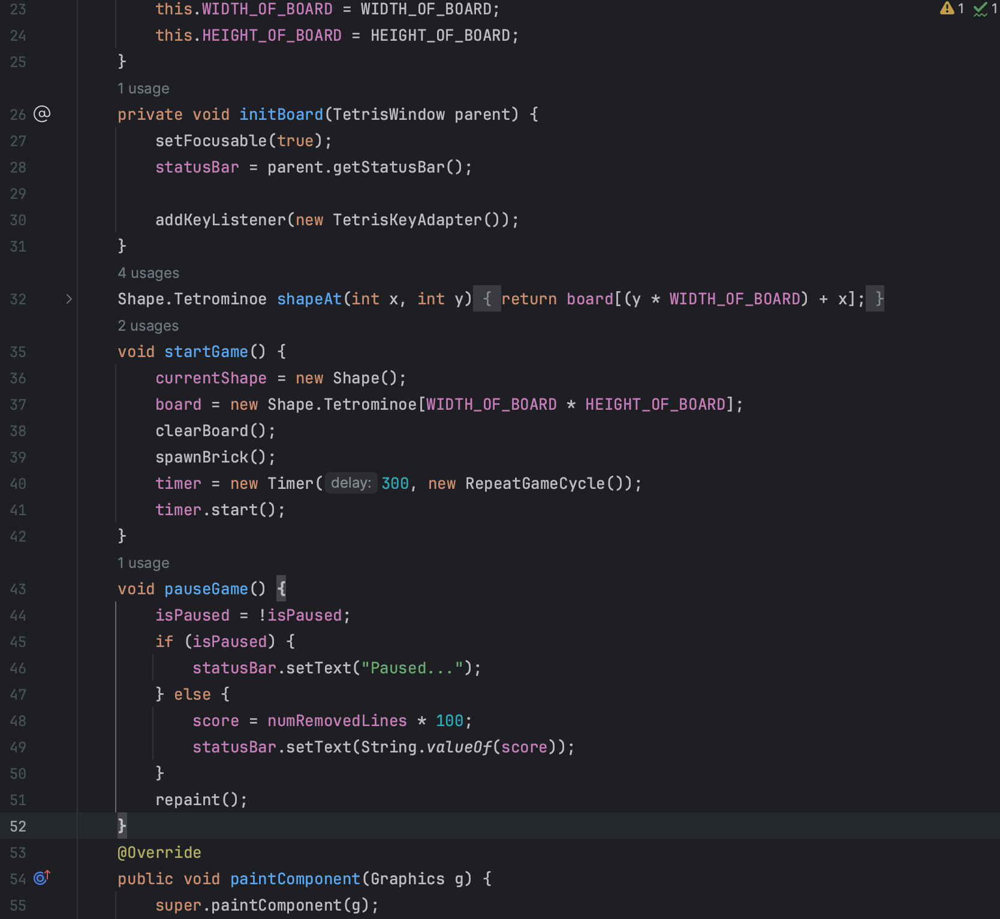 23 this.WIDTH_OF_BOARD = WIDTH_OF_BOARD; 1 1
24 this.HEIGHT_OF_BOARD = HEIGHT_OF_BOARD;
25 }
1 usage
26 @ private void initBoard(TetrisWindow parent) {
27 setFocusable(true);
28 statusBar = parent.getStatusBar();
29
30 addKeyListener(new TetrisKeyAdapter());
31 }
4 usages
32 Shape.Tetrominoe shapeAt(int x, int y) { return board[(y * WIDTH_OF_BOARD) + x]; }
2 usages
35 void startGame() {
36 currentShape = new Shape();
37 board = new Shape.Tetrominoe[WIDTH_OF_BOARD * HEIGHT_OF_BOARD];
38 clearBoard();
39 spawnBrick();
40 timer = new Timer( delay: 300, new RepeatGameCycle());
41 timer.start();
42 }
1 usage
43 void pauseGame() {
44 isPaused = !isPaused;
45 if (isPaused) {
46 statusBar.setText("Paused...");
47 } else {
48 score = numRemovedLines * 100;
49 statusBar.setText(String.valueOf(score));
50 }
51 repaint();
52 }
53 @Override
54 public void paintComponent(Graphics g) {
55 super.paintComponent(g);